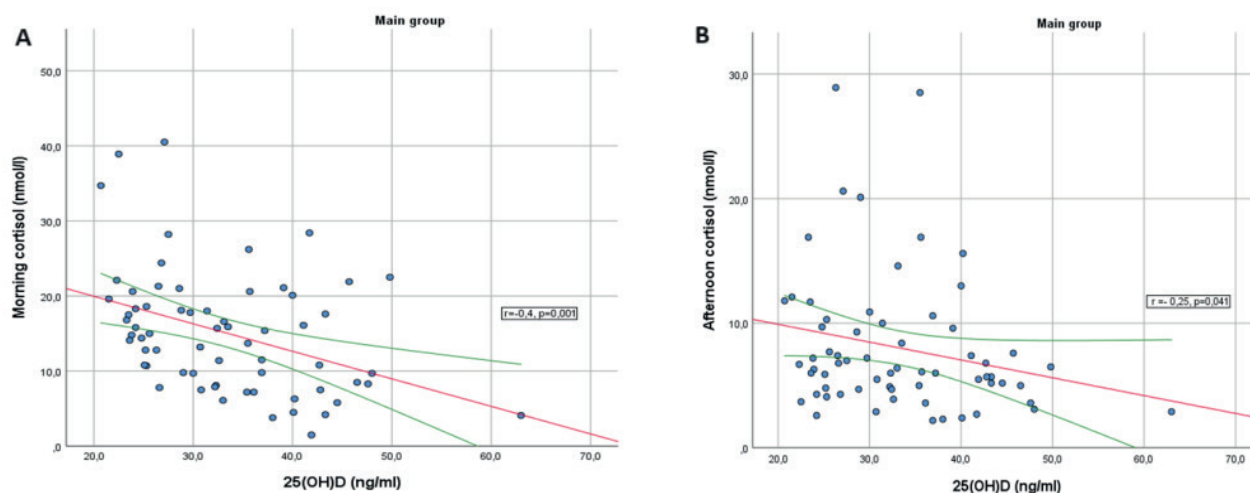 A
Main group
Morning cortisol (nmol/l)
50,0
40,0
30,0
20,0
10,0
,0
r=-0,4, p=0,001
20,0 30,0 40,0 50,0 60,0 70,0
25(OH)D (ng/ml)
B
Main group
Afternoon cortisol (nmol/l)
30,0
20,0
10,0
,0
r =- 0,25, p=0,041
20,0 30,0 40,0 50,0 60,0 70,0
25(OH)D (ng/ml)